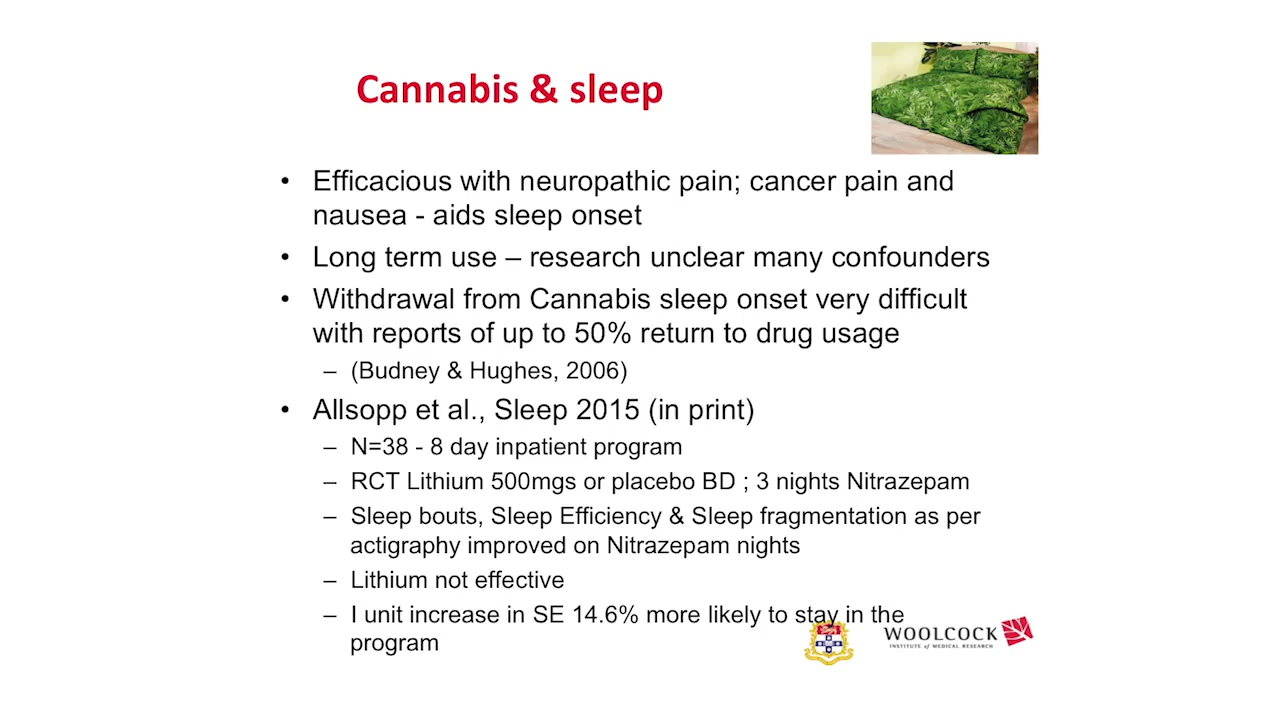 Cannabis & sleep
• Efficacious with neuropathic pain; cancer pain and
nausea - aids sleep onset
• Long term use – research unclear many confounders
• Withdrawal from Cannabis sleep onset very difficult
with reports of up to 50% return to drug usage
– (Budney & Hughes, 2006)
• Allsopp et al., Sleep 2015 (in print)
– N=38 - 8 day inpatient program
– RCT Lithium 500mgs or placebo BD ; 3 nights Nitrazepam
– Sleep bouts, Sleep Efficiency & Sleep fragmentation as per
actigraphy improved on Nitrazepam nights
– Lithium not effective
– I unit increase in SE 14.6% more likely to stay in the
program
WOOLCOCK
INSTITUTE of MEDICAL RESEARCH